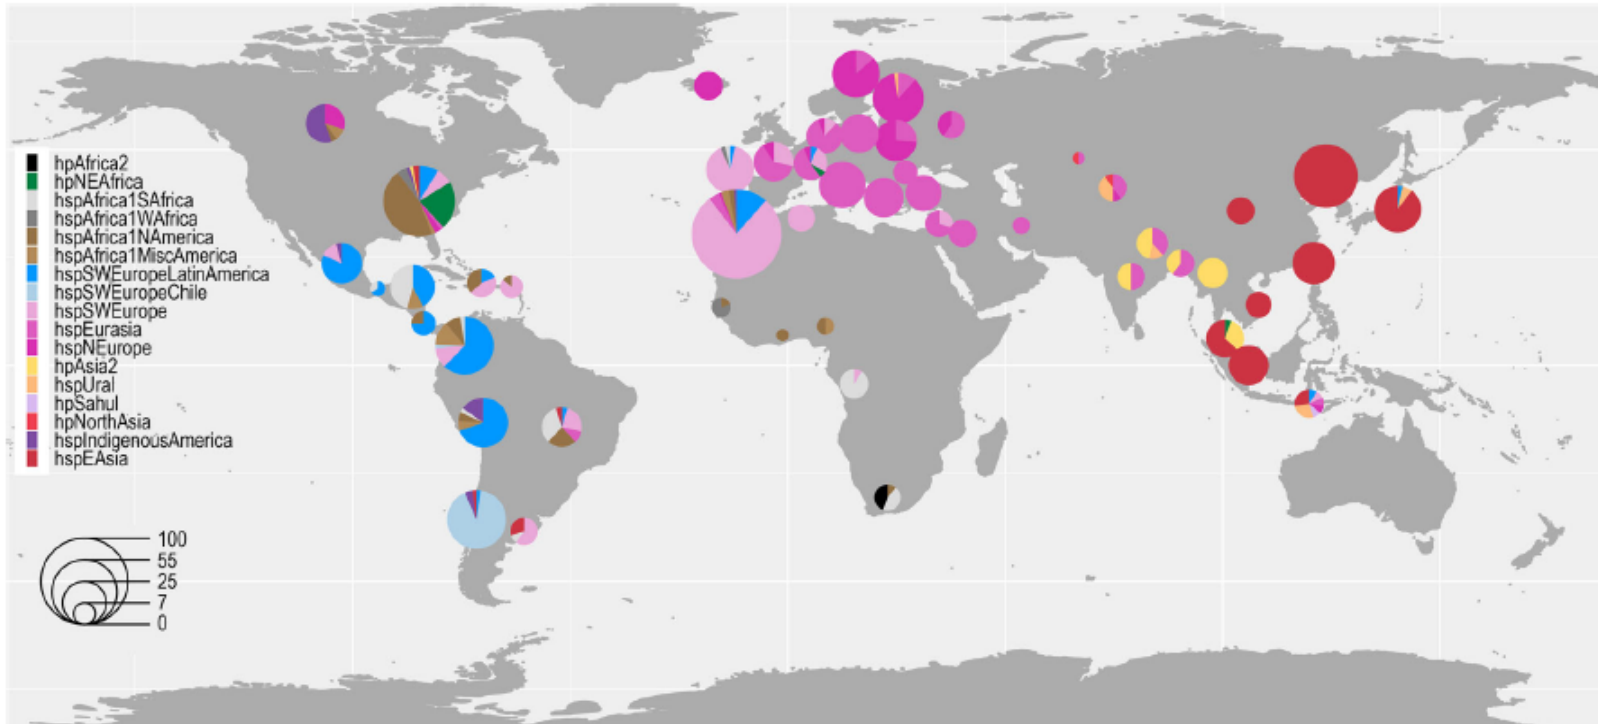 hpAfrica2
hpNEAfrica
hspAfrica1SAfrica
hspAfrica1WAfrica
hspAfrica1NAmerica
hspAfrica1MiscAmerica
hspSWEuropeLatinAmerica
hspSWEuropeChile
hspSWEurope
hspEurasia
hspNEurope
hpAsia2
hspUral
hpSahul
hpNorthAsia
hspIndigenousAmerica
hspEAsia
100
55
25
7
0